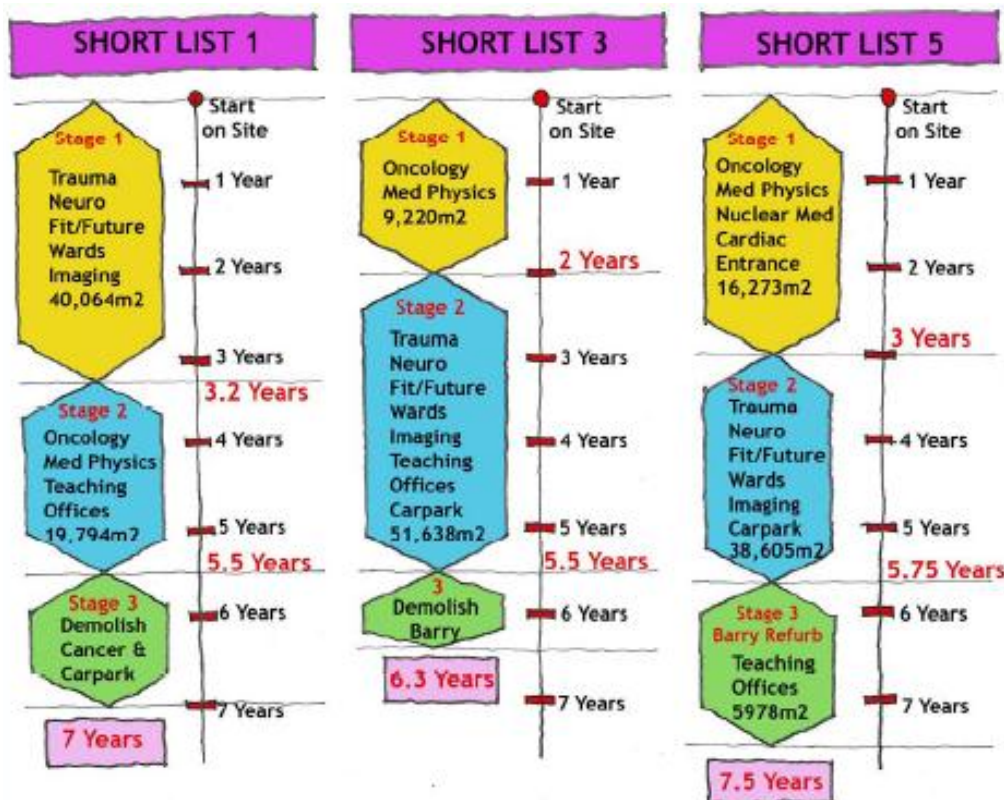 SHORT LIST 1
Start
on Site
Stage 1
Trauma
Neuro
Fit/Future
Wards
Imaging
40,064m2
1 Year
2 Years
3 Years
3.2 Years
Stage 2
Oncology
Med Physics
Teaching
Offices
19,794m2
4 Years
5 Years
5.5 Years
Stage 3
Demolish
Cancer &
Carpark
6 Years
7 Years
7 Years
SHORT LIST 3
Start
on Site
Stage 1
Oncology
Med Physics
9,220m2
1 Year
2 Years
Stage 2
Trauma
Neuro
Fit/Future
Wards
Imaging
Teaching
Offices
Carpark
51,638m2
3 Years
4 Years
5 Years
5.5 Years
3
Demolish
Barry
6 Years
6.3 Years
7 Years
SHORT LIST 5
Start
on Site
Stage 1
Oncology
Med Physics
Nuclear Med
Cardiac
Entrance
16,273m2
1 Year
2 Years
3 Years
Stage 2
Trauma
Neuro
Fit/Future
Wards
Imaging
Carpark
38,605m2
4 Years
5 Years
5.75 Years
Stage 3
Barry Refurb
Teaching
Offices
5978m2
6 Years
7 Years
7.5 Years